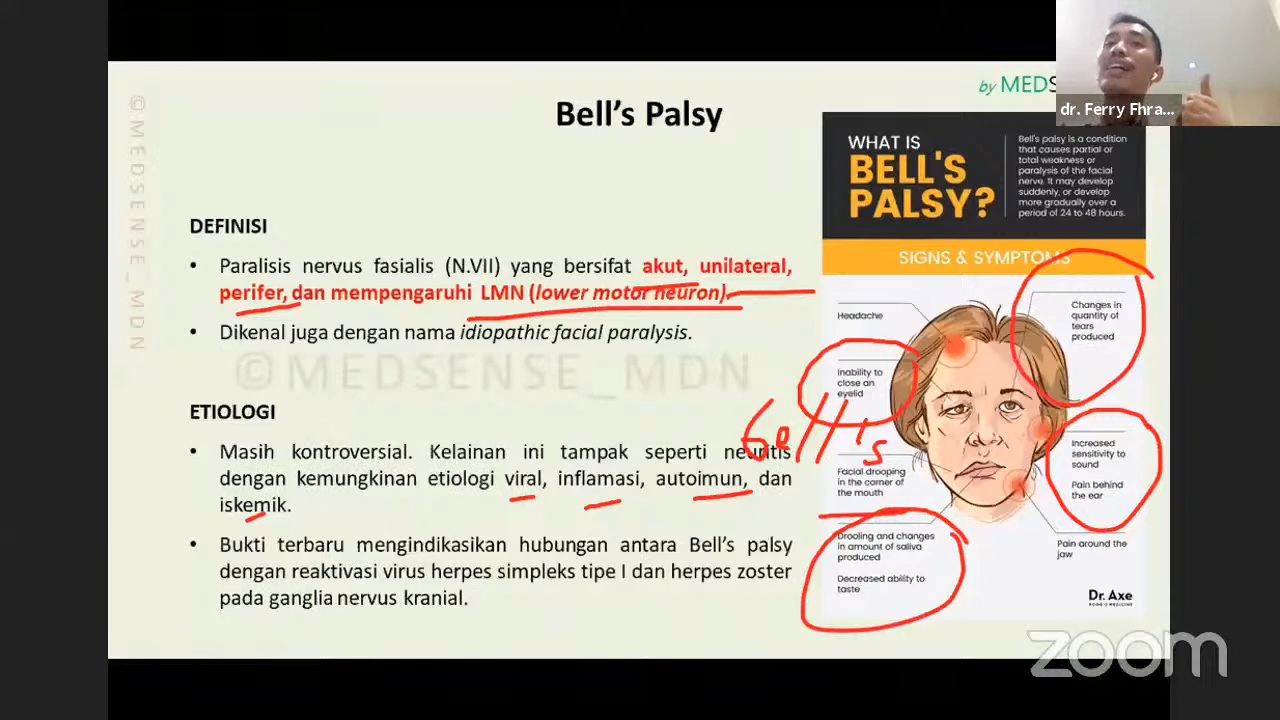 by MEDS
dr. Ferry Fhra...
©MEDSENSE_MDN
Bell's Palsy
DEFINISI
• Paralisis nervus fasialis (N.VII) yang bersifat akut, unilateral,
perifer, dan mempengaruhi LMN (lower motor neuron).
• Dikenal juga dengan nama idiopathic facial paralysis.
©MEDSENSE_MDN
ETIOLOGI
• Masih kontroversial. Kelainan ini tampak seperti neuritis
dengan kemungkinan etiologi viral, inflamasi, autoimun, dan
iskemik.
• Bukti terbaru mengindikasikan hubungan antara Bell's palsy
dengan reaktivasi virus herpes simpleks tipe I dan herpes zoster
pada ganglia nervus kranial.
WHAT IS
BELL'S
PALSY?
Bell's palsy is a condition
that causes partial or
total weakness or
paralysis of the facial
nerve. It may develop
suddenly, or develop
more gradually over a
period of 24 to 48 hours.
SIGNS & SYMPTOMS
Headache
Inability to
close an
eyelid
Bell's
Facial drooping
in the corner of
the mouth
Drooling and changes
in amount of saliva
produced
Decreased ability to
taste
Changes in
quantity of
tears
produced
Increased
sensitivity to
sound
Pain behind
the ear
Pain around the
jaw
Dr. Axe
FOOD IS MEDICINE
zoom